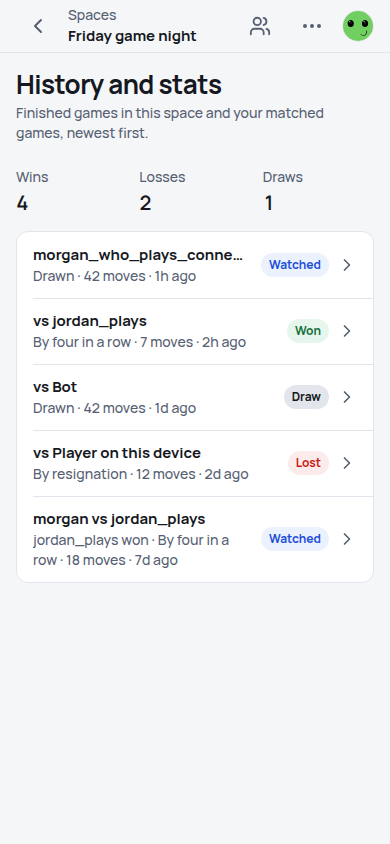 Spaces
Friday game night
History and stats
Finished games in this space and your matched
games, newest first.
Wins
Losses
Draws
4
2
1
morgan_who_plays_conne…
Watched
Drawn · 42 moves · 1h ago
vs jordan_plays
Won
By four in a row · 7 moves · 2h ago
vs Bot
Draw
Drawn · 42 moves · 1d ago
vs Player on this device
Lost
By resignation · 12 moves · 2d ago
morgan vs jordan_plays
jordan_plays won · By four in a
Watched
row · 18 moves · 7d ago